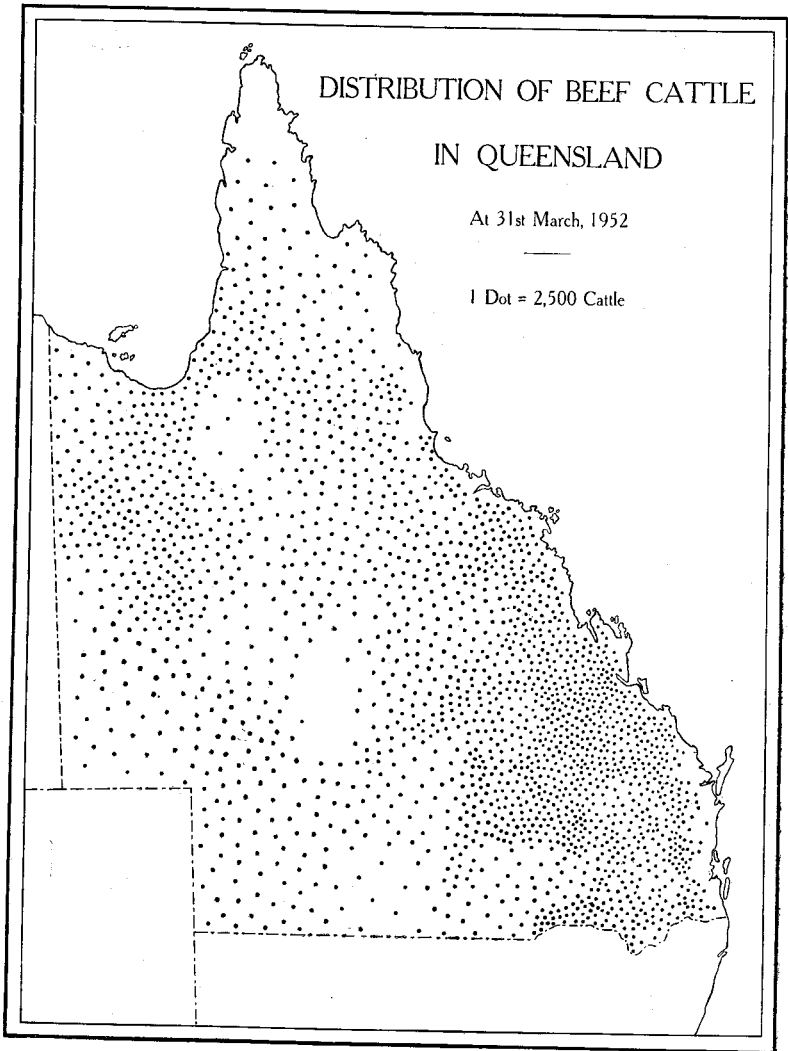 DISTRIBUTION OF BEEF CATTLE
IN QUEENSLAND
At 31st March, 1952
1 Dot = 2,500 Cattle